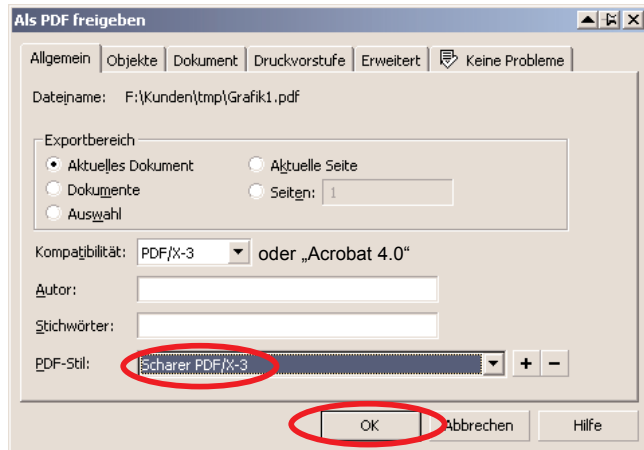 Als PDF freigeben
Allgemein Objekte Dokument Druckvorstufe Erweitert Keine Probleme
Dateiname: F:\Kunden\tmp\Grafik1.pdf
Exportbereich
Aktuelles Dokument Aktuelle Seite
Dokumente Seiten: 1
Auswahl
Kompatibilität: PDF/X-3 oder „Acrobat 4.0“
Autor:
Stichwörter:
PDF-Stil: Scharer PDF/X-3
OK Abbrechen Hilfe